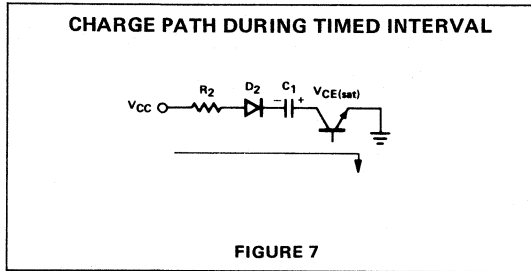 CHARGE PATH DURING TIMED INTERVAL
R2 D2 C1 VCE(sat)
VCC − +
FIGURE 7